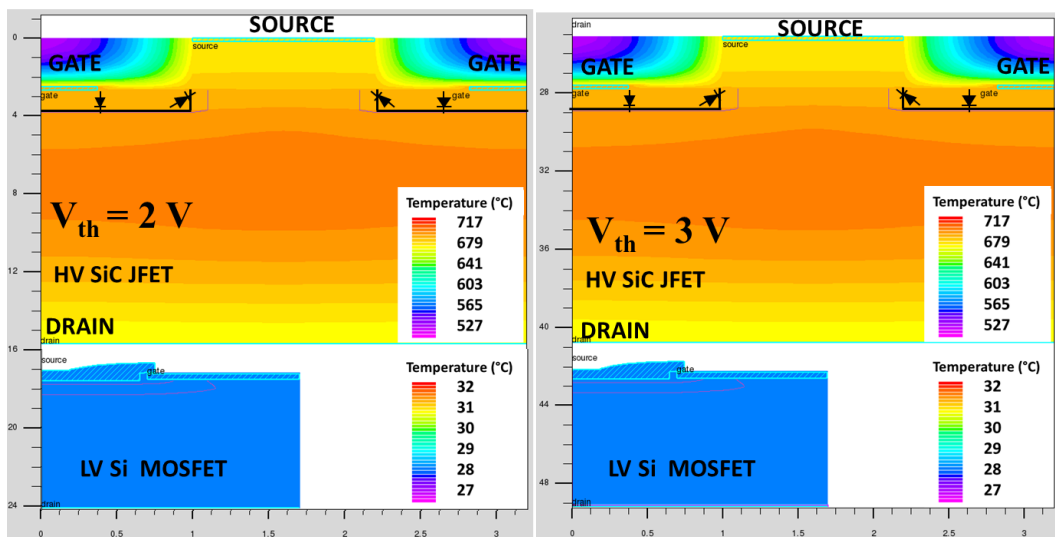 SOURCE
source
GATE
GATE
gate
gate
0
4
8
12
16
20
24
Vth = 2 V
Temperature (°C)
717
679
641
603
565
527
HV SiC JFET
DRAIN
drain
source
gate
Temperature (°C)
32
31
30
29
28
27
LV Si MOSFET
drain
0
0.5
1
1.5
2
2.5
3
drain
SOURCE
source
GATE
GATE
gate
gate
28
32
36
40
44
48
Vth = 3 V
Temperature (°C)
717
679
641
603
565
527
HV SiC JFET
DRAIN
drain
source
gate
Temperature (°C)
32
31
30
29
28
27
LV Si MOSFET
drain
0
0.5
1
1.5
2
2.5
3